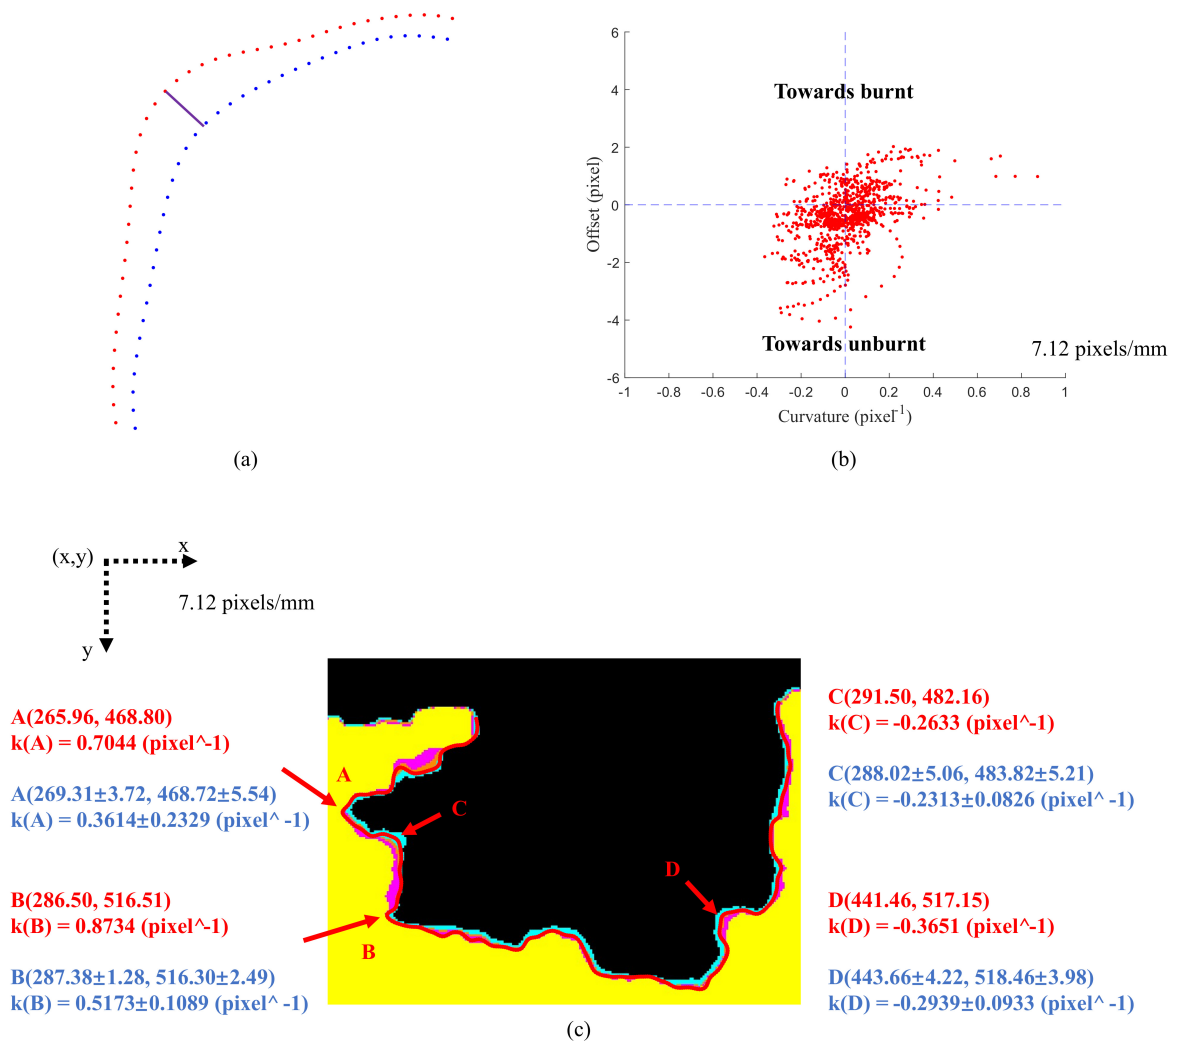 6
4
2
0
-2
-4
-6
Offset (pixel)
Towards burnt
Towards unburnt
7.12 pixels/mm
-1 -0.8 -0.6 -0.4 -0.2 0 0.2 0.4 0.6 0.8 1
Curvature (pixel-1)
(a)
(b)
(x,y)
x
7.12 pixels/mm
y
A(265.96, 468.80)
k(A) = 0.7044 (pixel^-1)
A(269.31±3.72, 468.72±5.54)
k(A) = 0.3614±0.2329 (pixel^ -1)
B(286.50, 516.51)
k(B) = 0.8734 (pixel^-1)
B(287.38±1.28, 516.30±2.49)
k(B) = 0.5173±0.1089 (pixel^ -1)
A
C
D
B
C(291.50, 482.16)
k(C) = -0.2633 (pixel^-1)
C(288.02±5.06, 483.82±5.21)
k(C) = -0.2313±0.0826 (pixel^ -1)
D(441.46, 517.15)
k(D) = -0.3651 (pixel^-1)
D(443.66±4.22, 518.46±3.98)
k(D) = -0.2939±0.0933 (pixel^ -1)
(c)